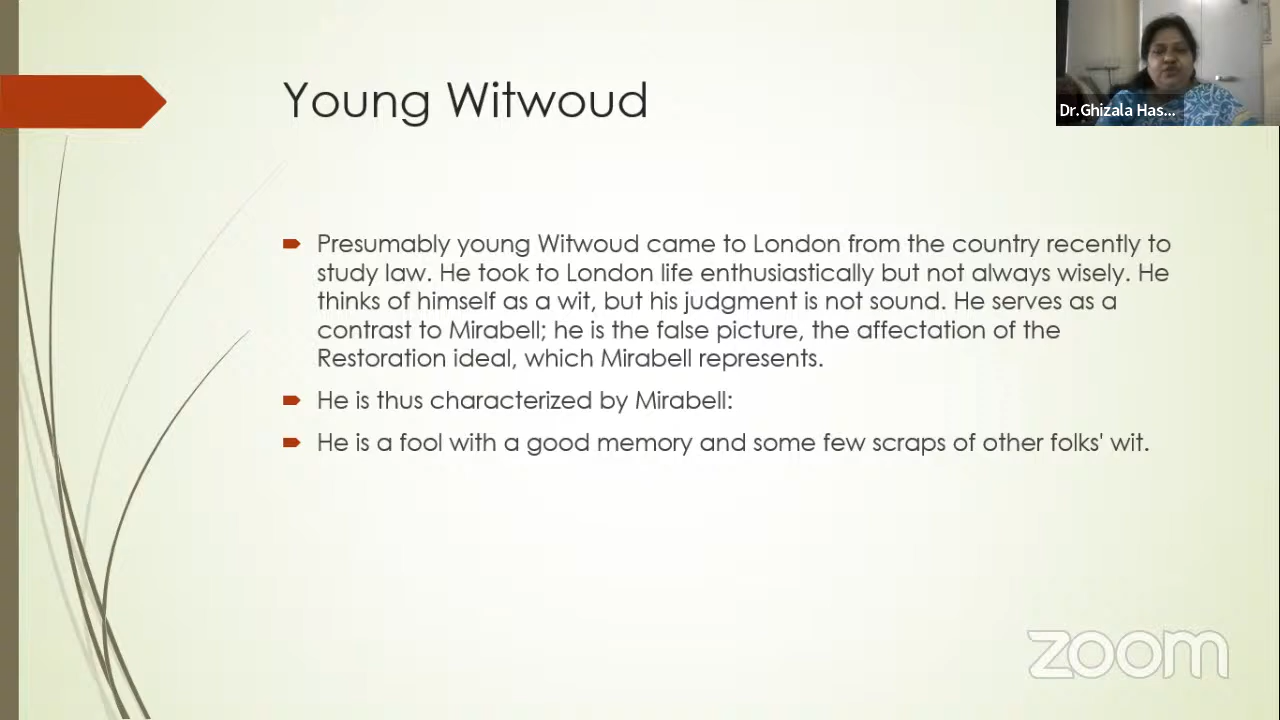 Young Witwoud
Dr.Ghizala Has...
Presumably young Witwoud came to London from the country recently to
study law. He took to London life enthusiastically but not always wisely. He
thinks of himself as a wit, but his judgment is not sound. He serves as a
contrast to Mirabell; he is the false picture, the affectation of the
Restoration ideal, which Mirabell represents.
He is thus characterized by Mirabell:
He is a fool with a good memory and some few scraps of other folks' wit.
zoom